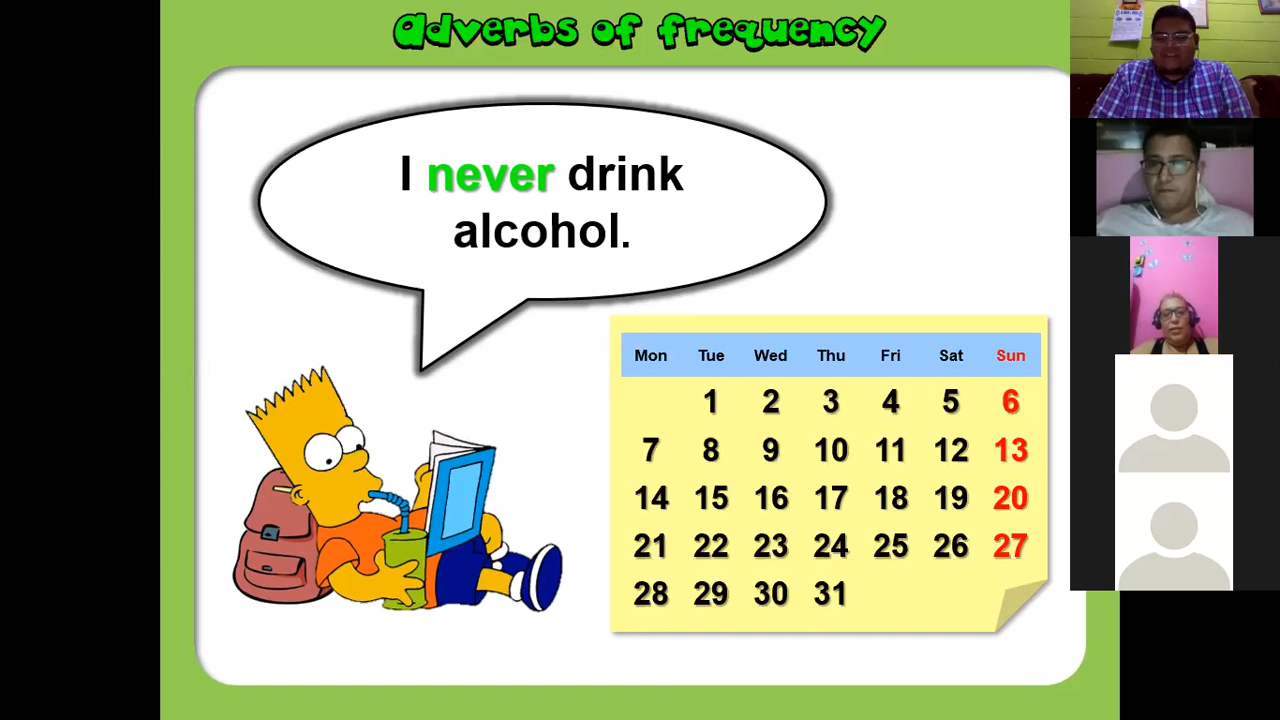 Adverbs of frequency
I never drink
alcohol.
Mon Tue Wed Thu Fri Sat Sun
1 2 3 4 5 6
7 8 9 10 11 12 13
14 15 16 17 18 19 20
21 22 23 24 25 26 27
28 29 30 31